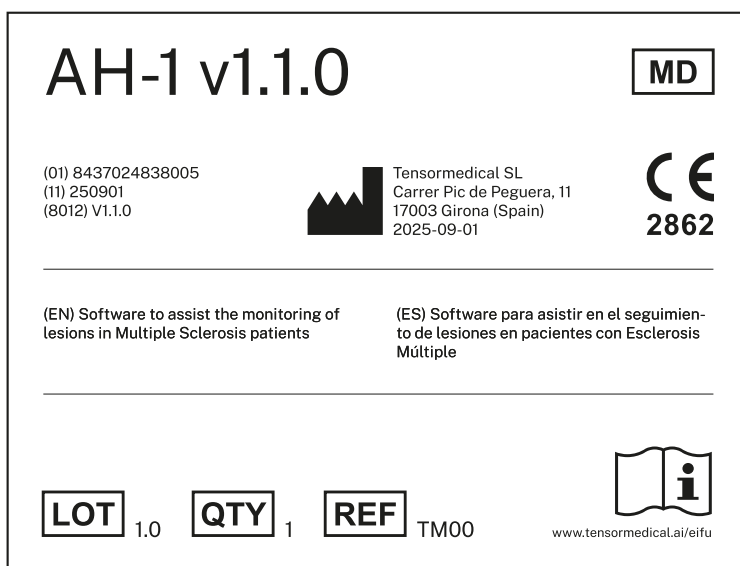 AH-1 v1.1.0
MD
(01) 8437024838005
(11) 250901
(8012) V1.1.0
Tensormedical SL
Carrer Pic de Peguera, 11
17003 Girona (Spain)
2025-09-01
CE
2862
(EN) Software to assist the monitoring of
lesions in Multiple Sclerosis patients
(ES) Software para asistir en el seguimien-
to de lesiones en pacientes con Esclerosis
Múltiple
LOT 1.0
QTY 1
REF TM00
i
www.tensormedical.ai/eifu